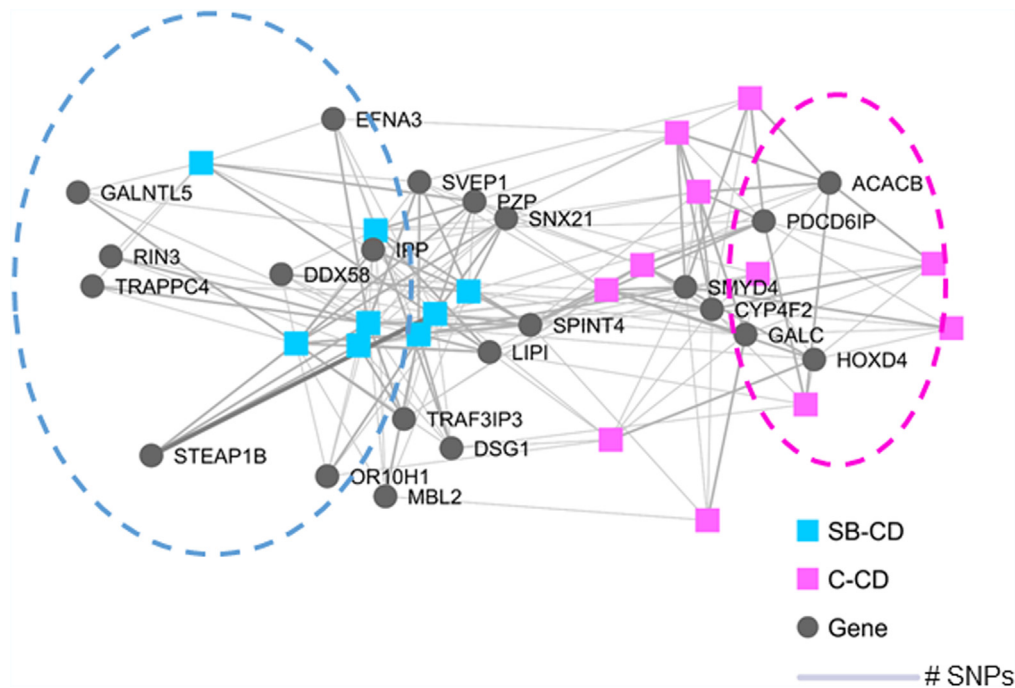 EFNA3
SVEP1
ACACB
GALNTL5
PZP
SNX21
PDCD6IP
IPP
RIN3
DDX58
TRAPPC4
SMYD4
CYP4F2
SPINT4
GALC
LIPI
HOXD4
TRAF3IP3
DSG1
STEAP1B
OR10H1
MBL2
SB-CD
C-CD
Gene
# SNPs